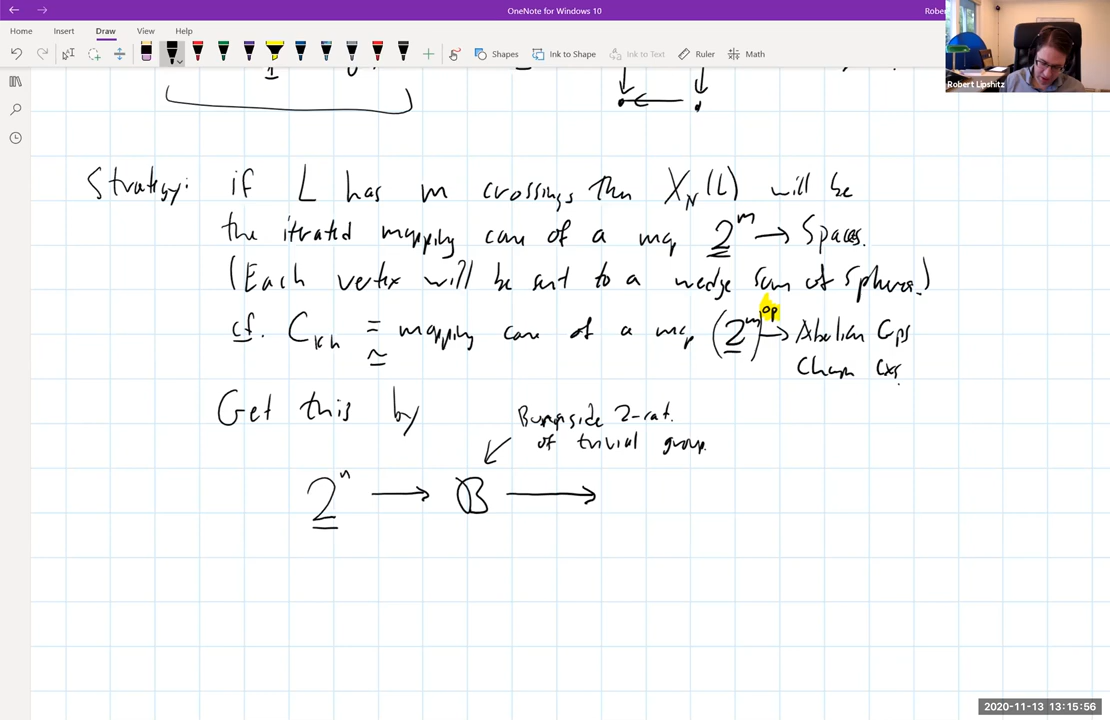 OneNote for Windows 10
Home Insert Draw View Help
Shapes Ink to Shape Ink to Text Ruler Math
Robert Lipshitz
Strategy: if L has m crossings then X_N(L) will be
the iterated mapping cone of a map 2^m → Spaces.
(Each vertex will be sent to a wedge sum of spheres.)
cf. C_Kh = mapping cone of a map (2^m)^op → Abelian Gps
≃ Chain Cxs.
Get this by
Burnside 2-cat.
of trivial group.
2^n → B →
2020-11-13 13:15:56